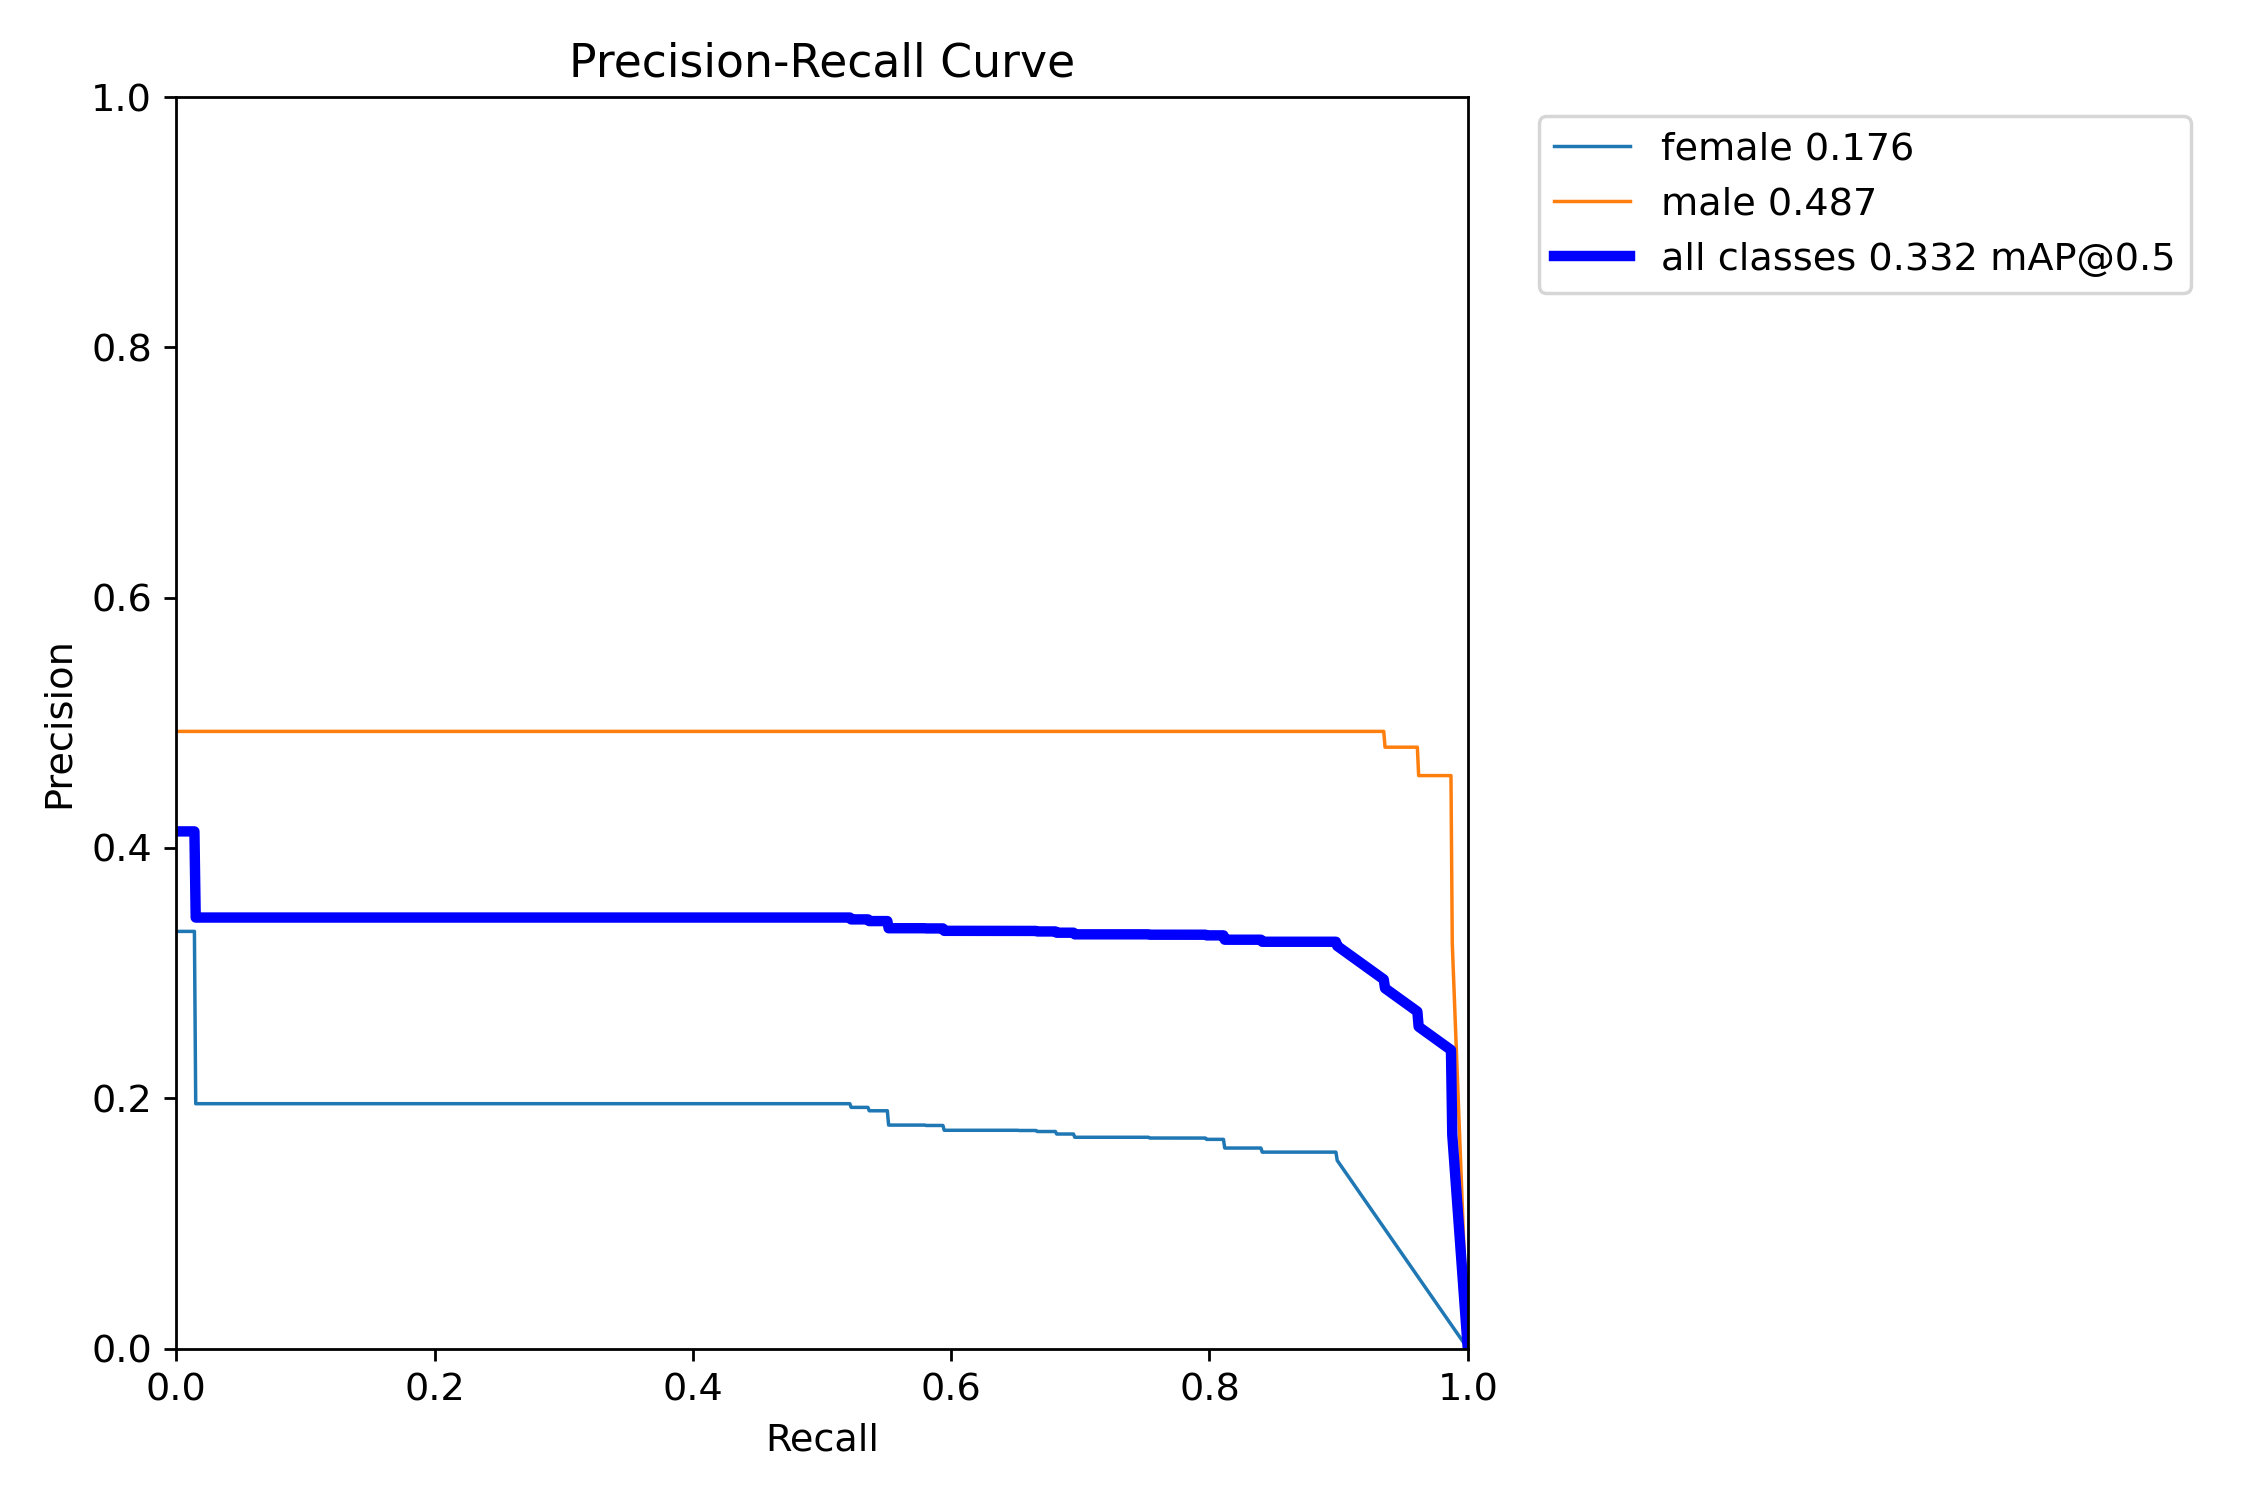 Precision-Recall Curve
1.0
0.8
0.6
0.4
0.2
0.0
Precision
0.0 0.2 0.4 0.6 0.8 1.0
Recall
female 0.176
male 0.487
all classes 0.332 mAP@0.5